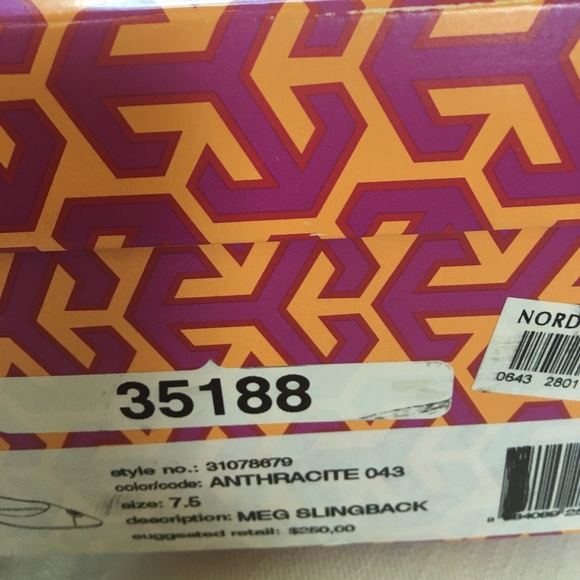 NORD
0643 2801
35188
style no.: 31078679
color/code: ANTHRACITE 043
size: 7.5
description: MEG SLINGBACK
suggested retail: $250.00